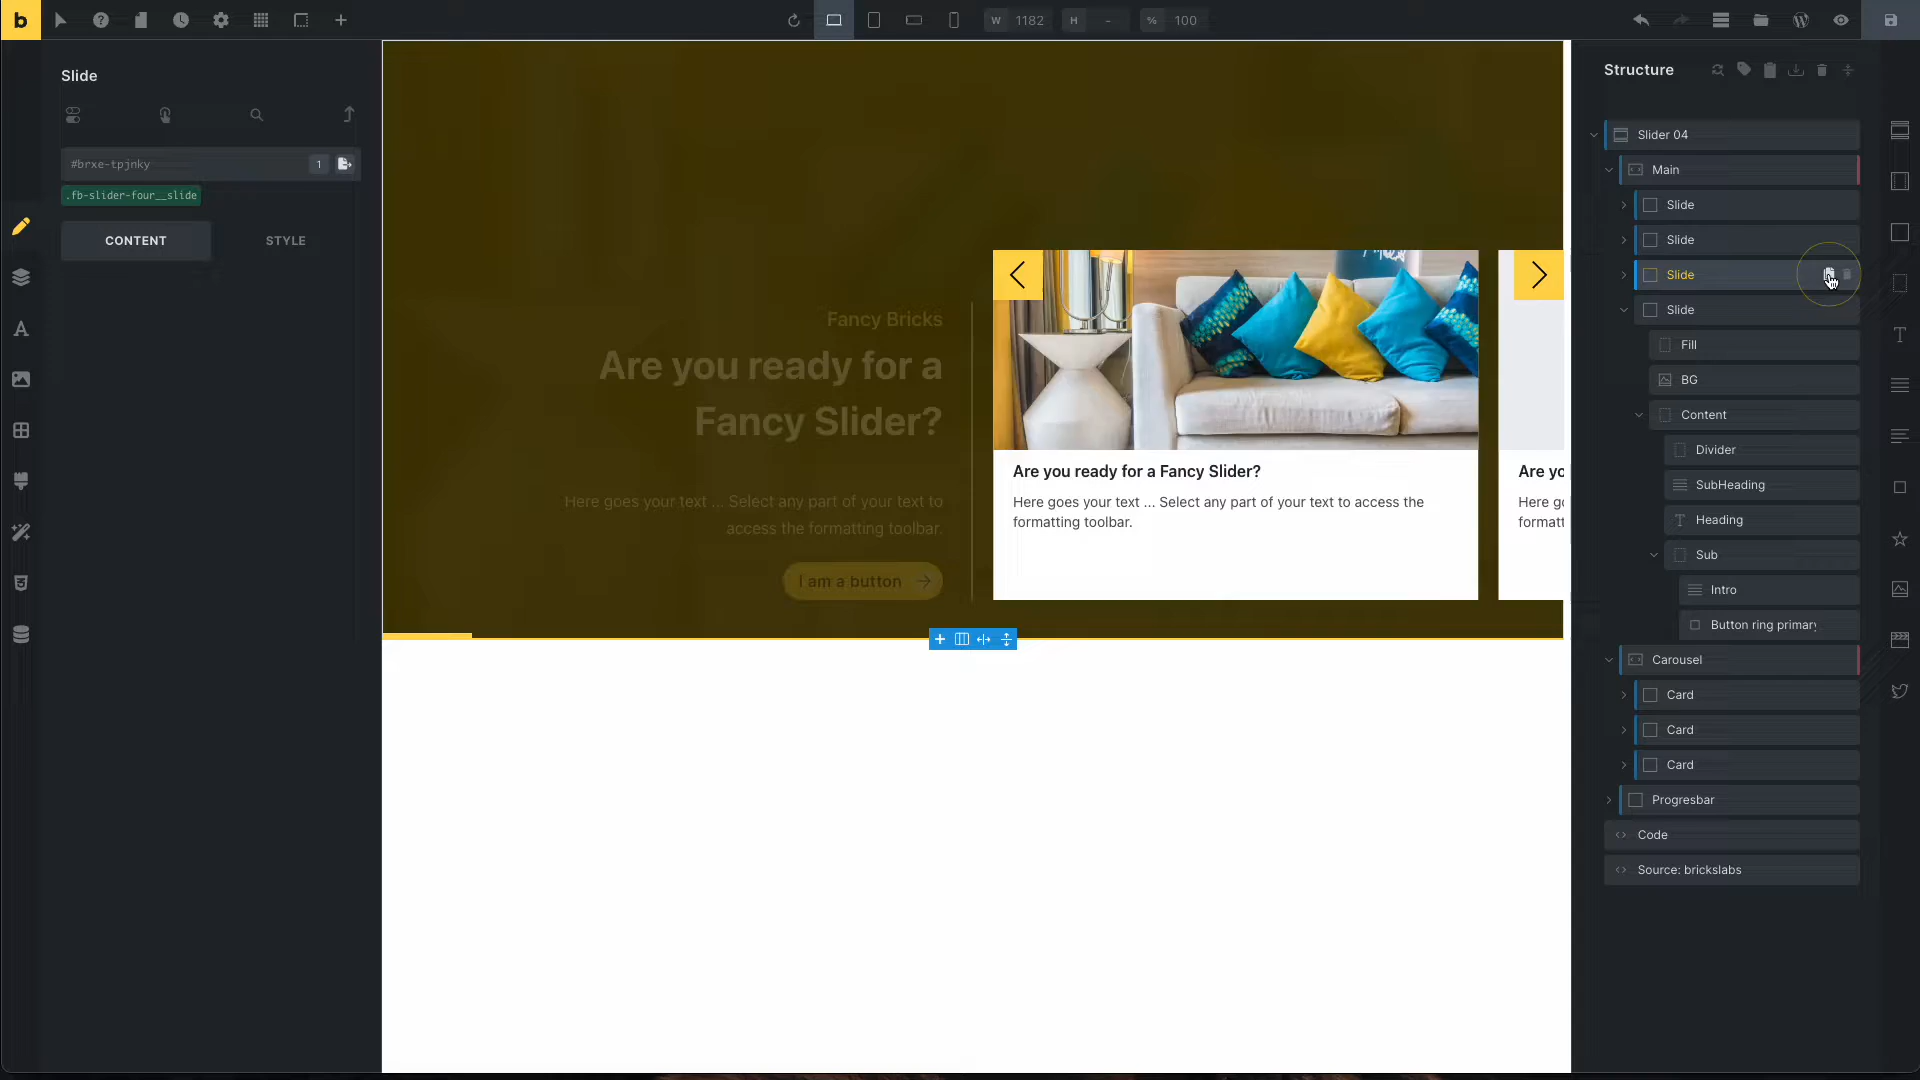 b
W 1182 H - % 100
Slide
#brxe-tpjnky 1
.fb-slider-four__slide
CONTENT STYLE
Fancy Bricks
Are you ready for a
Fancy Slider?
Here goes your text ... Select any part of your text to
access the formatting toolbar.
I am a button
Are you ready for a Fancy Slider?
Here goes your text ... Select any part of your text to access the
formatting toolbar.
Are yo
Here go
formatt
Structure
Slider 04
Main
Slide
Slide
Slide
Slide
Fill
BG
Content
Divider
SubHeading
Heading
Sub
Intro
Button ring primary
Carousel
Card
Card
Card
Progresbar
Code
Source: brickslabs